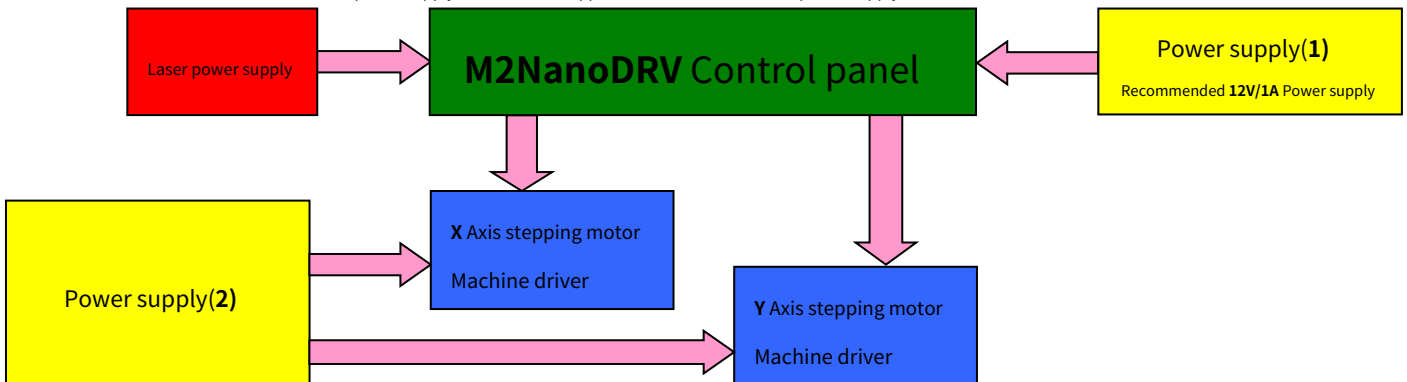 Laser power supply
M2NanoDRV Control panel
Power supply(1)
Recommended 12V/1A Power supply
X Axis stepping motor
Machine driver
Power supply(2)
Y Axis stepping motor
Machine driver